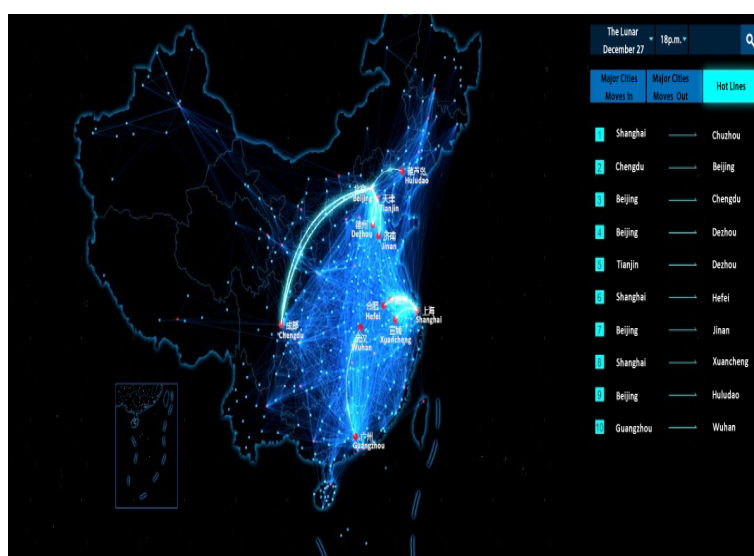 The Lunar
December 27
18p.m.
Major Cities
Moves In
Major Cities
Moves Out
Hot Lines
1 Shanghai Chuzhou
2 Chengdu Beijing
3 Beijing Chengdu
4 Beijing Dezhou
5 Tianjin Dezhou
6 Shanghai Hefei
7 Beijing Jinan
8 Shanghai Xuancheng
9 Beijing Huludao
10 Guangzhou Wuhan
葫芦岛
Huludao
北京
Beijing
天津
Tianjin
德州
Dezhou
济南
Jinan
合肥
Hefei
上海
Shanghai
宣城
Xuancheng
武汉
Wuhan
成都
Chengdu
广州
Guangzhou